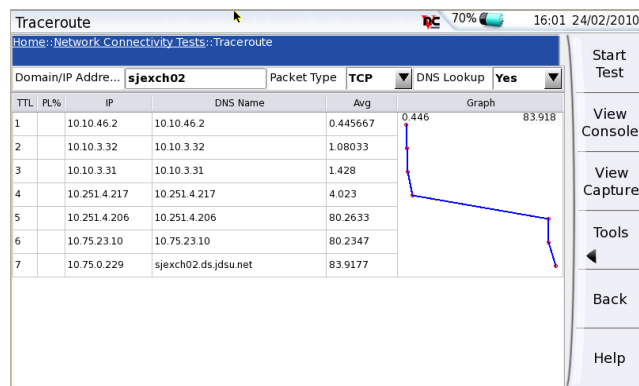 Traceroute
DC 70% 16:01 24/02/2010
Home::Network Connectivity Tests::Traceroute
Domain/IP Addre... sjexch02 Packet Type TCP DNS Lookup Yes
TTL PL% IP DNS Name Avg Graph
0.446 83.918
1 10.10.46.2 10.10.46.2 0.445667
2 10.10.3.32 10.10.3.32 1.08033
3 10.10.3.31 10.10.3.31 1.428
4 10.251.4.217 10.251.4.217 4.023
5 10.251.4.206 10.251.4.206 80.2633
6 10.75.23.10 10.75.23.10 80.2347
7 10.75.0.229 sjexch02.ds.jdsu.net 83.9177
Start
Test
View
Console
View
Capture
Tools
Back
Help